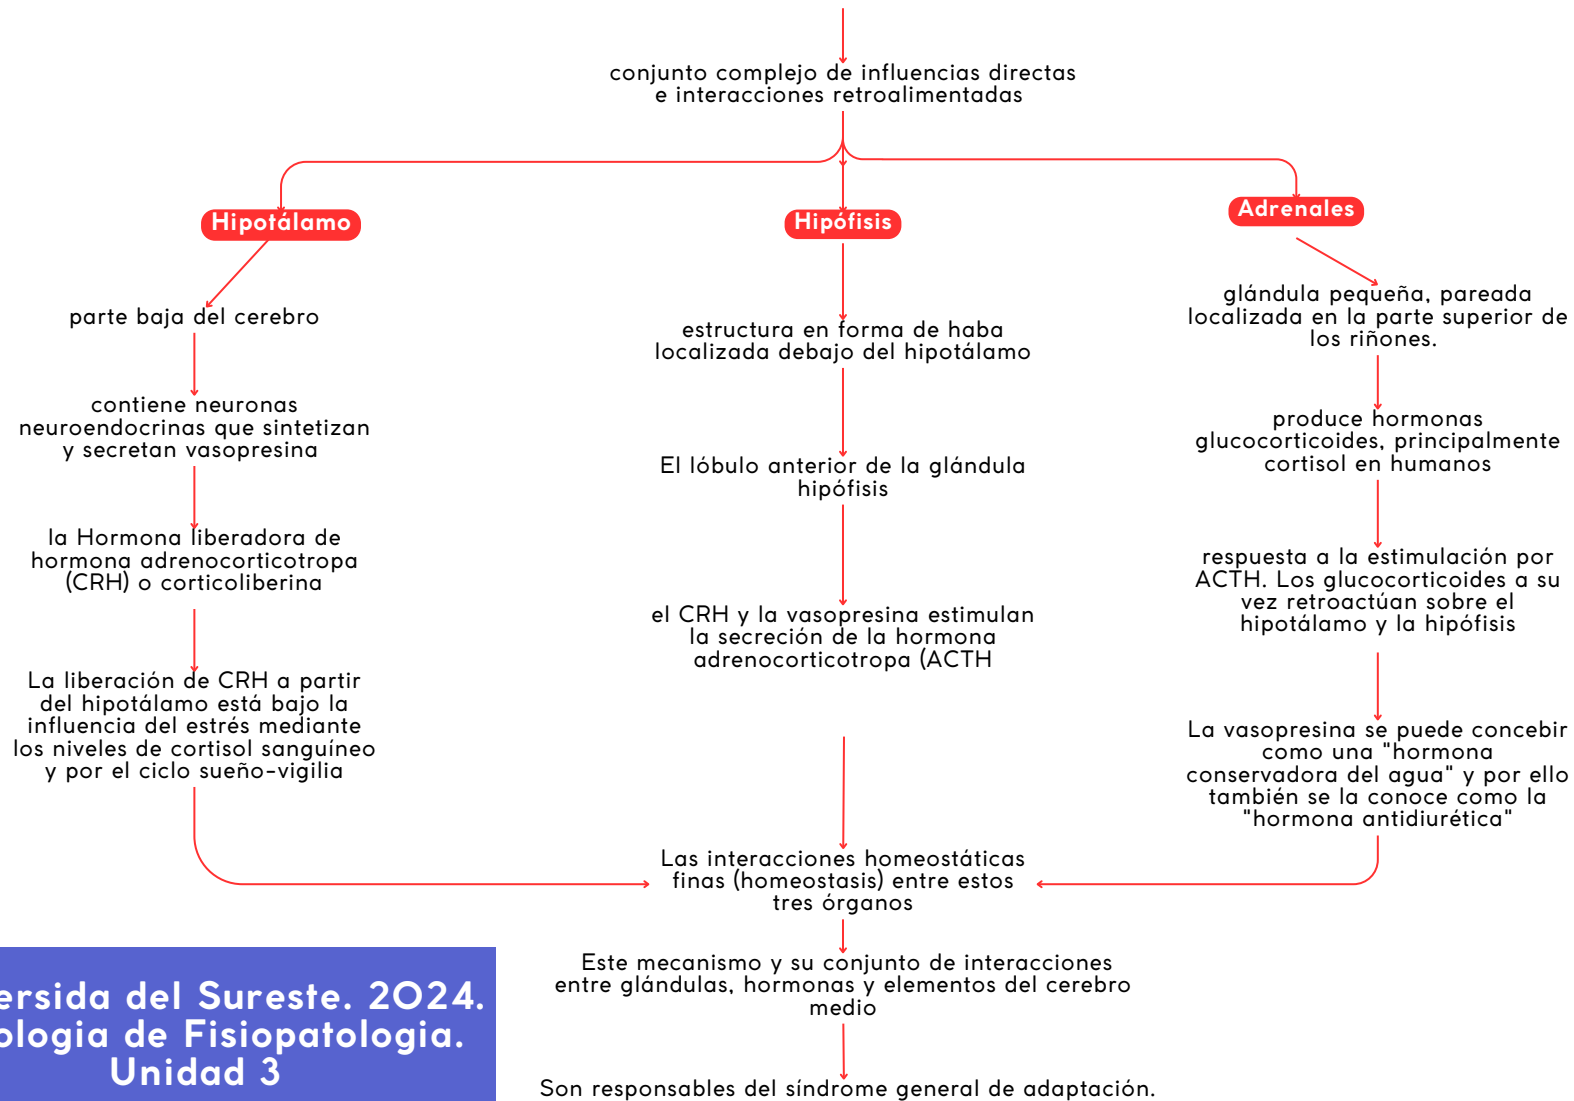 conjunto complejo de influencias directas
e interacciones retroalimentadas
Hipotálamo
parte baja del cerebro
contiene neuronas
neuroendocrinas que sintetizan
y secretan vasopresina
la Hormona liberadora de
hormona adrenocorticotropa
(CRH) o corticoliberina
La liberación de CRH a partir
del hipotálamo está bajo la
influencia del estrés mediante
los niveles de cortisol sanguíneo
y por el ciclo sueño-vigilia
Hipófisis
estructura en forma de haba
localizada debajo del hipotálamo
El lóbulo anterior de la glándula
hipófisis
el CRH y la vasopresina estimulan
la secreción de la hormona
adrenocorticotropa (ACTH
Adrenales
glándula pequeña, pareada
localizada en la parte superior de
los riñones.
produce hormonas
glucocorticoides, principalmente
cortisol en humanos
respuesta a la estimulación por
ACTH. Los glucocorticoides a su
vez retroactúan sobre el
hipotálamo y la hipófisis
La vasopresina se puede concebir
como una "hormona
conservadora del agua" y por ello
también se la conoce como la
"hormona antidiurética"
Las interacciones homeostáticas
finas (homeostasis) entre estos
tres órganos
Este mecanismo y su conjunto de interacciones
entre glándulas, hormonas y elementos del cerebro
medio
Son responsables del síndrome general de adaptación.
ersida del Sureste. 2024.
ologia de Fisiopatologia.
Unidad 3